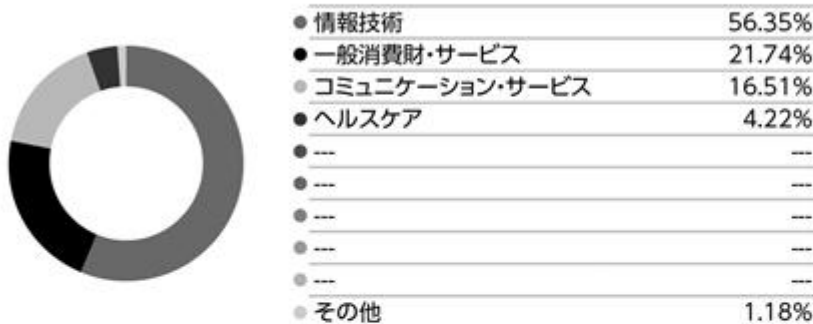 情報技術 56.35%
一般消費財・サービス 21.74%
コミュニケーション・サービス 16.51%
ヘルスケア 4.22%
--- ---
--- ---
--- ---
--- ---
--- ---
その他 1.18%